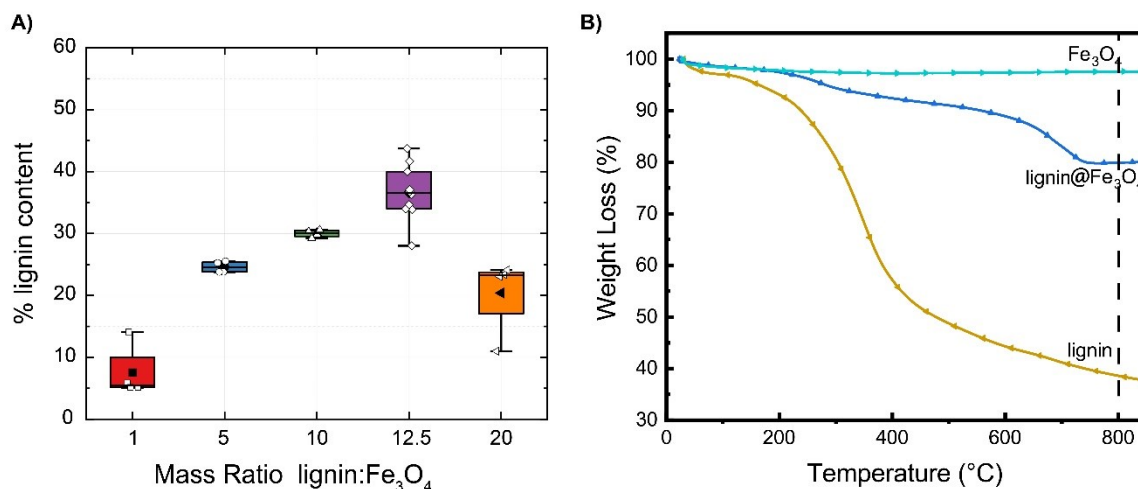 A)
60
50
40
30
20
10
0
% lignin content
1 5 10 12.5 20
Mass Ratio lignin:Fe₃O₄
B)
100
90
80
70
60
50
40
30
Weight Loss (%)
Fe₃O₄
lignin@Fe₃O₄
lignin
0 200 400 600 800
Temperature (°C)